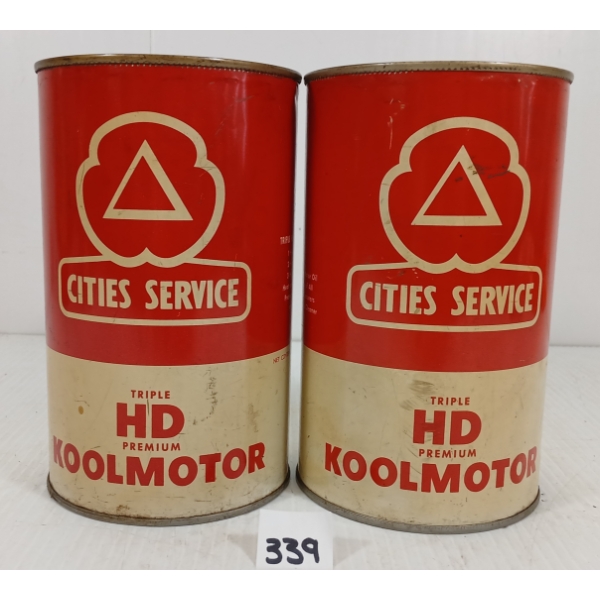 CITIES SERVICE
TRIPLE
HD
PREMIUM
KOOLMOTOR
CITIES SERVICE
TRIPLE
HD
PREMIUM
KOOLMOTOR
339